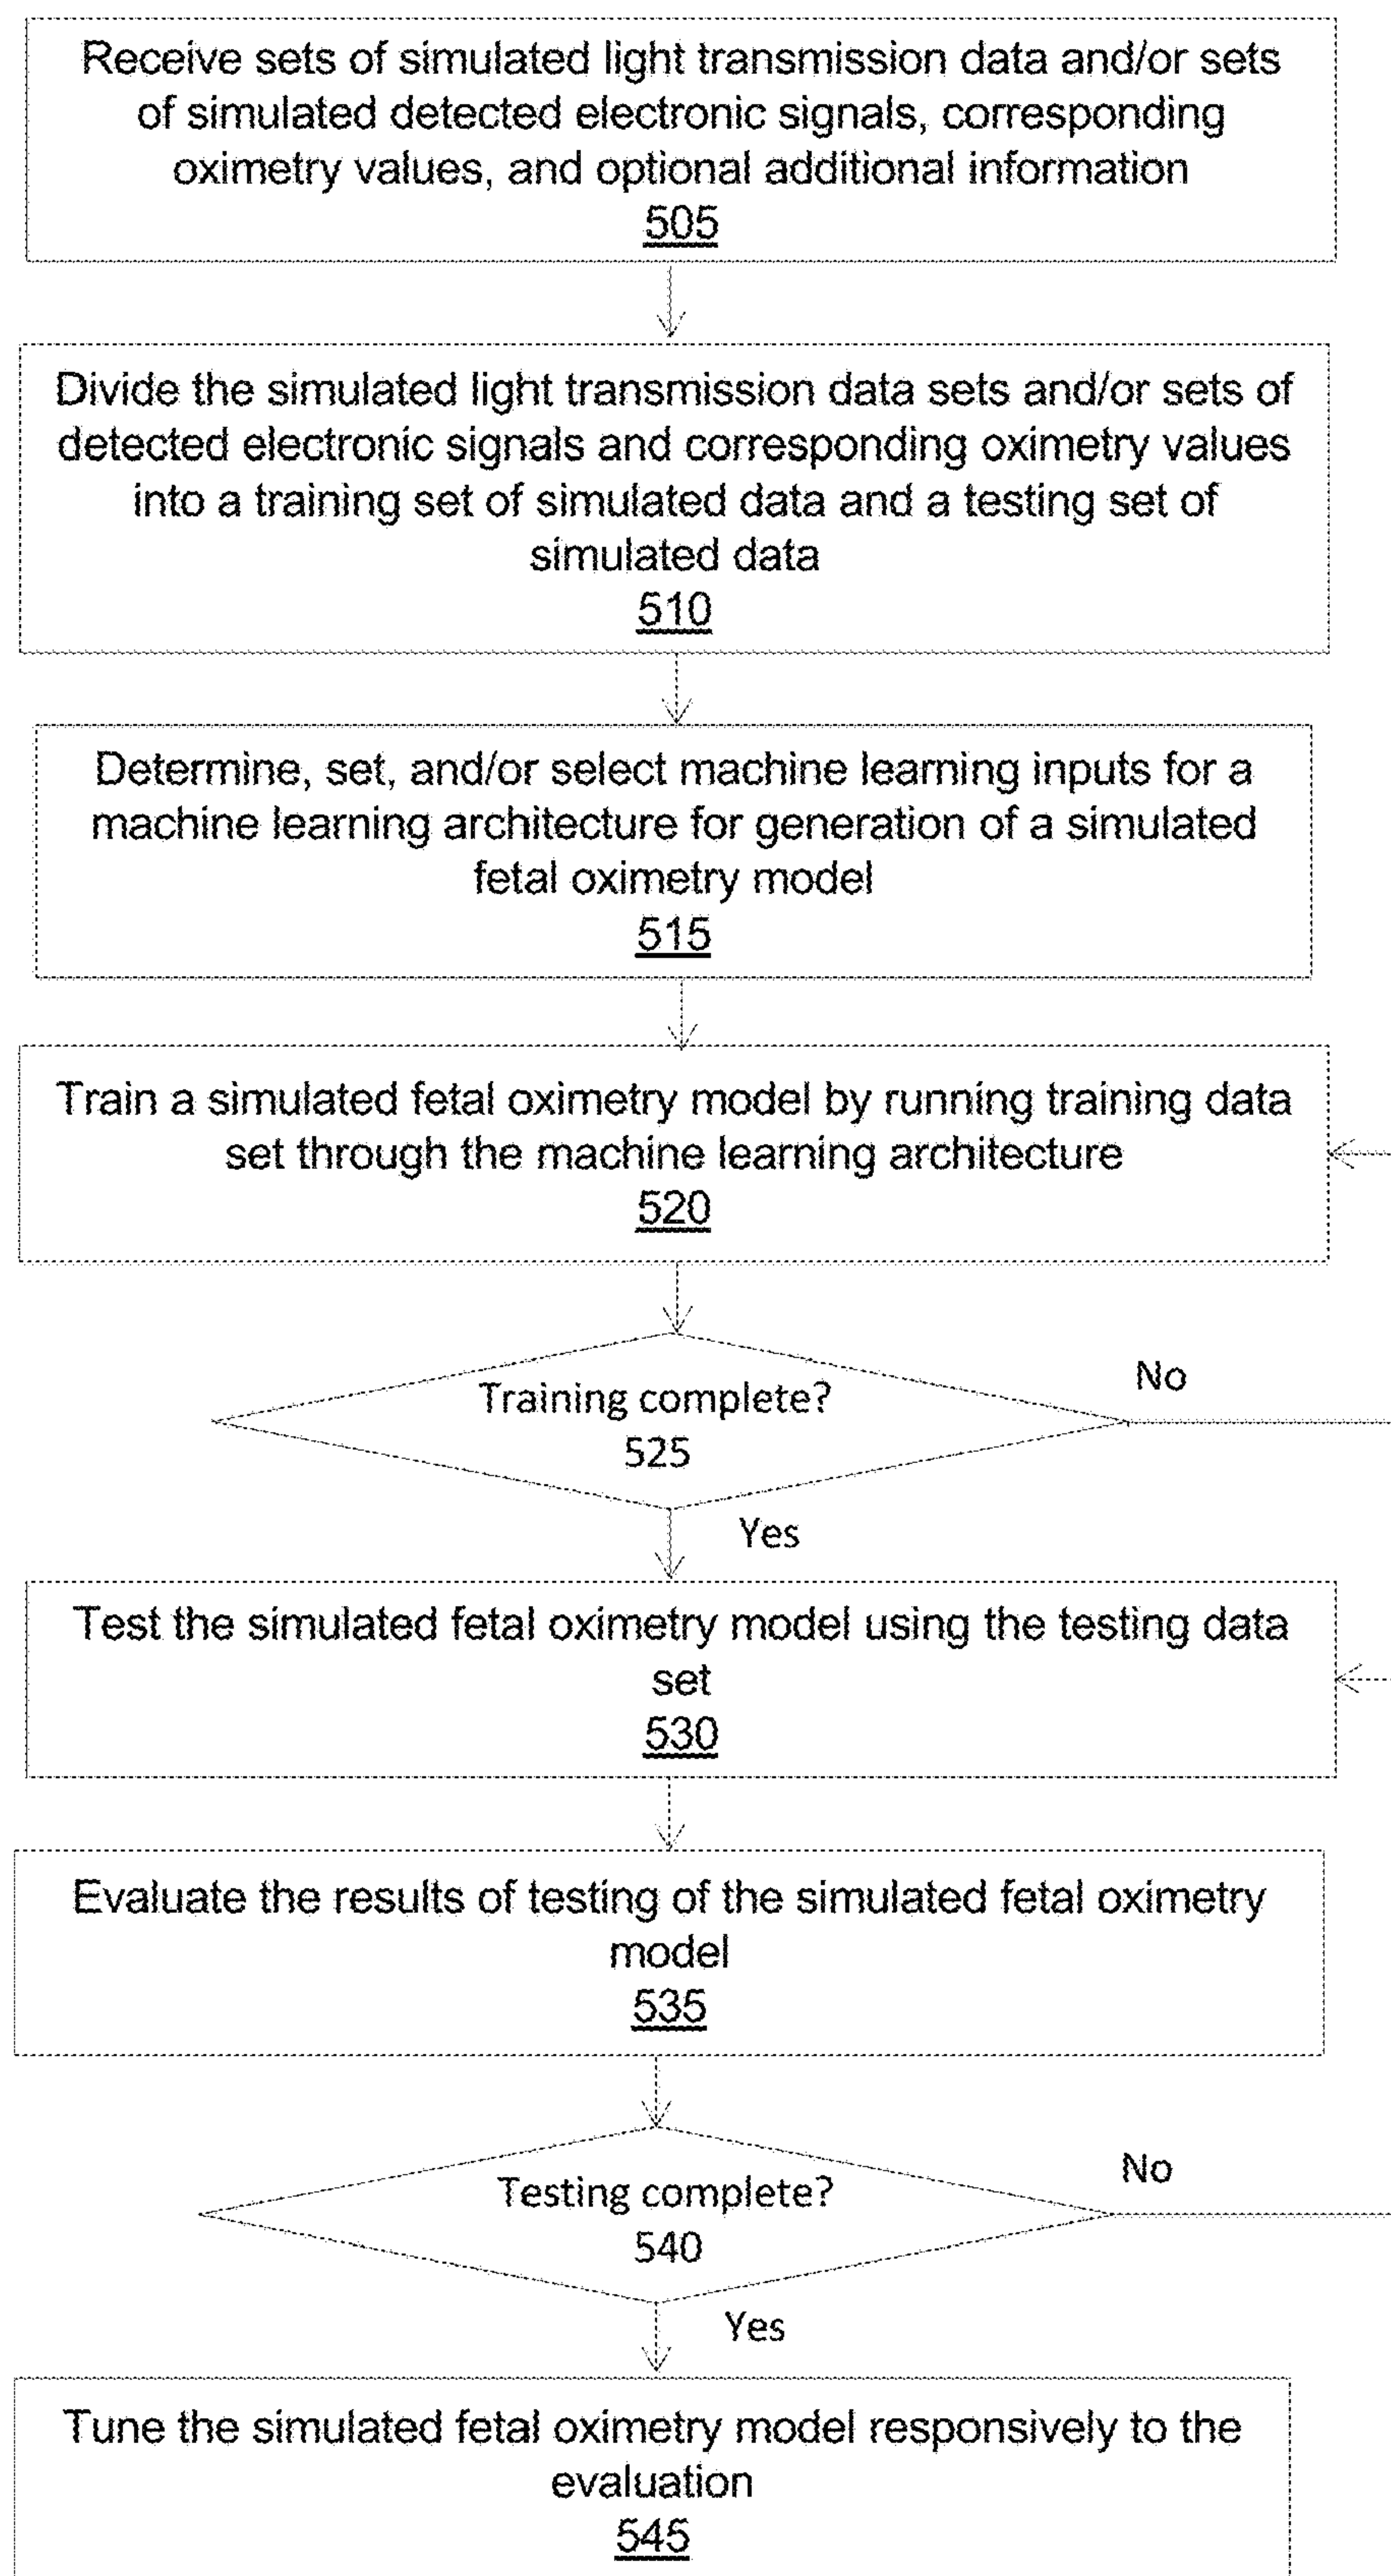 Receive sets of simulated light transmission data and/or sets
of simulated detected electronic signals, corresponding
oximetry values, and optional additional information
505
Divide the simulated light transmission data sets and/or sets of
detected electronic signals and corresponding oximetry values
into a training set of simulated data and a testing set of
simulated data
510
Determine, set, and/or select machine learning inputs for a
machine learning architecture for generation of a simulated
fetal oximetry model
515
Train a simulated fetal oximetry model by running training data
set through the machine learning architecture
520
No
Training complete?
525
Yes
Test the simulated fetal oximetry model using the testing data
set
530
Evaluate the results of testing of the simulated fetal oximetry
model
535
No
Testing complete?
540
Yes
Tune the simulated fetal oximetry model responsively to the
evaluation
545